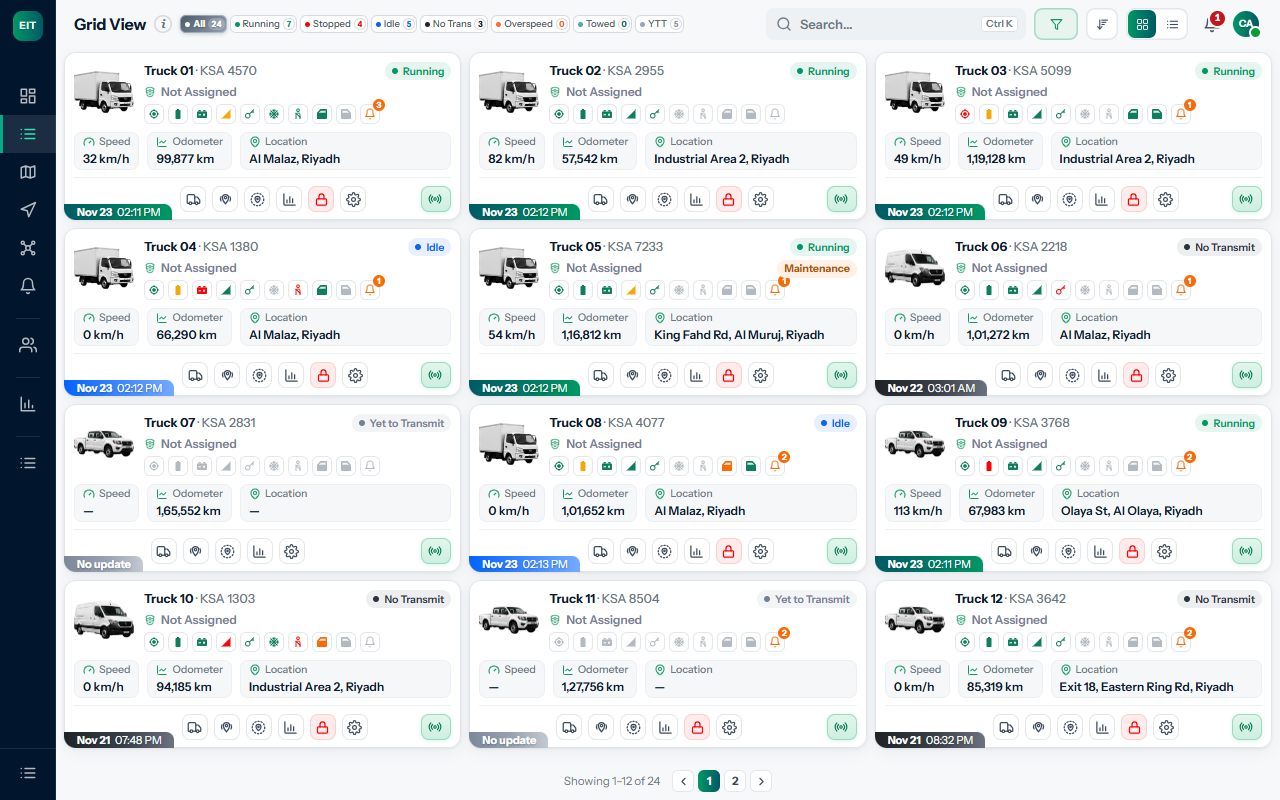 EIT
Grid View
All 24
Running 7
Stopped 4
Idle 5
No Trans 3
Overspeed 0
Towed 0
YTT 5
Search...
Ctrl K
1
CA
Truck 01 · KSA 4570
Running
Not Assigned
3
Speed
32 km/h
Odometer
99,877 km
Location
Al Malaz, Riyadh
Nov 23 02:11 PM
Truck 02 · KSA 2955
Running
Not Assigned
Speed
82 km/h
Odometer
57,542 km
Location
Industrial Area 2, Riyadh
Nov 23 02:12 PM
Truck 03 · KSA 5099
Running
Not Assigned
1
Speed
49 km/h
Odometer
1,19,128 km
Location
Industrial Area 2, Riyadh
Nov 23 02:12 PM
Truck 04 · KSA 1380
Idle
Not Assigned
1
Speed
0 km/h
Odometer
66,290 km
Location
Al Malaz, Riyadh
Nov 23 02:12 PM
Truck 05 · KSA 7233
Running
Not Assigned
Maintenance
1
Speed
54 km/h
Odometer
1,16,812 km
Location
King Fahd Rd, Al Muruj, Riyadh
Nov 23 02:12 PM
Truck 06 · KSA 2218
No Transmit
Not Assigned
1
Speed
0 km/h
Odometer
1,01,272 km
Location
Al Malaz, Riyadh
Nov 22 03:01 AM
Truck 07 · KSA 2831
Yet to Transmit
Not Assigned
Speed
—
Odometer
1,65,552 km
Location
—
No update
Truck 08 · KSA 4077
Idle
Not Assigned
2
Speed
0 km/h
Odometer
1,01,652 km
Location
Al Malaz, Riyadh
Nov 23 02:13 PM
Truck 09 · KSA 3768
Running
Not Assigned
2
Speed
113 km/h
Odometer
67,983 km
Location
Olaya St, Al Olaya, Riyadh
Nov 23 02:11 PM
Truck 10 · KSA 1303
No Transmit
Not Assigned
Speed
0 km/h
Odometer
94,185 km
Location
Industrial Area 2, Riyadh
Nov 21 07:48 PM
Truck 11 · KSA 8504
Yet to Transmit
Not Assigned
2
Speed
—
Odometer
1,27,756 km
Location
—
No update
Truck 12 · KSA 3642
No Transmit
Not Assigned
2
Speed
0 km/h
Odometer
85,319 km
Location
Exit 18, Eastern Ring Rd, Riyadh
Nov 21 08:32 PM
Showing 1–12 of 24
1
2